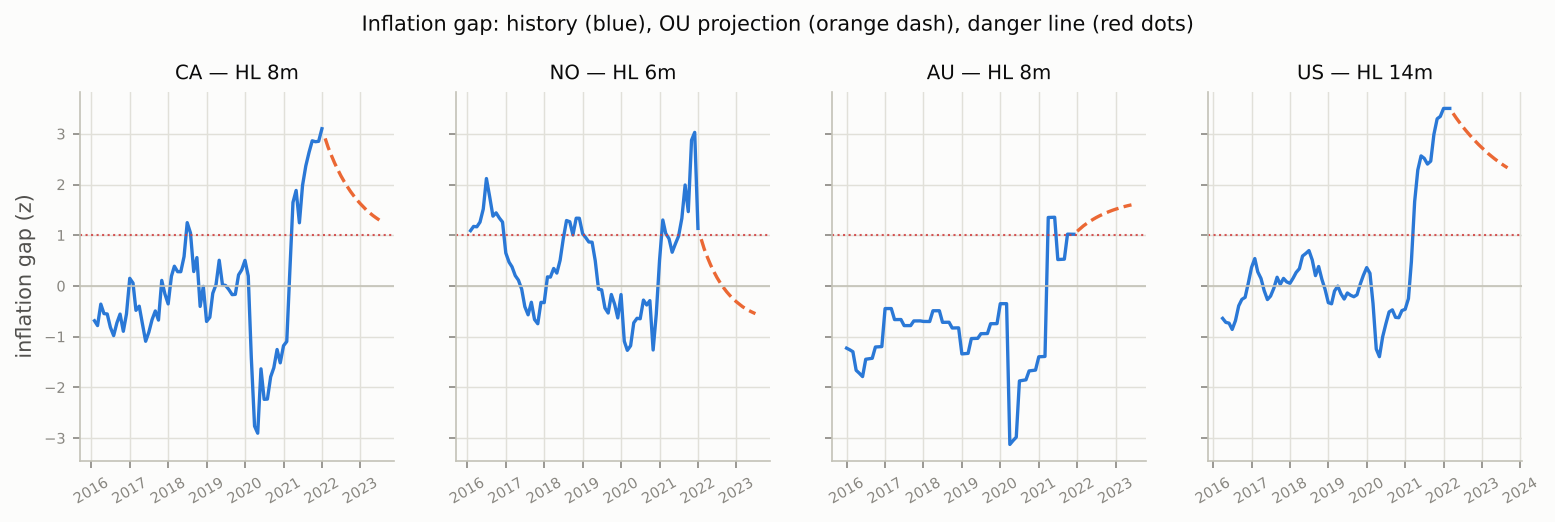 Inflation gap: history (blue), OU projection (orange dash), danger line (red dots)
CA — HL 8m
NO — HL 6m
AU — HL 8m
US — HL 14m
inflation gap (z)
3
2
1
0
−1
−2
−3
2016 2017 2018 2019 2020 2021 2022 2023
2016 2017 2018 2019 2020 2021 2022 2023
2016 2017 2018 2019 2020 2021 2022 2023
2016 2017 2018 2019 2020 2021 2022 2023 2024